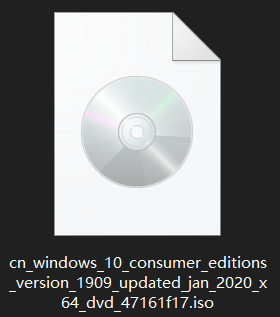 cn_windows_10_consumer_editions
_version_1909_updated_jan_2020_x
64_dvd_47161f17.iso